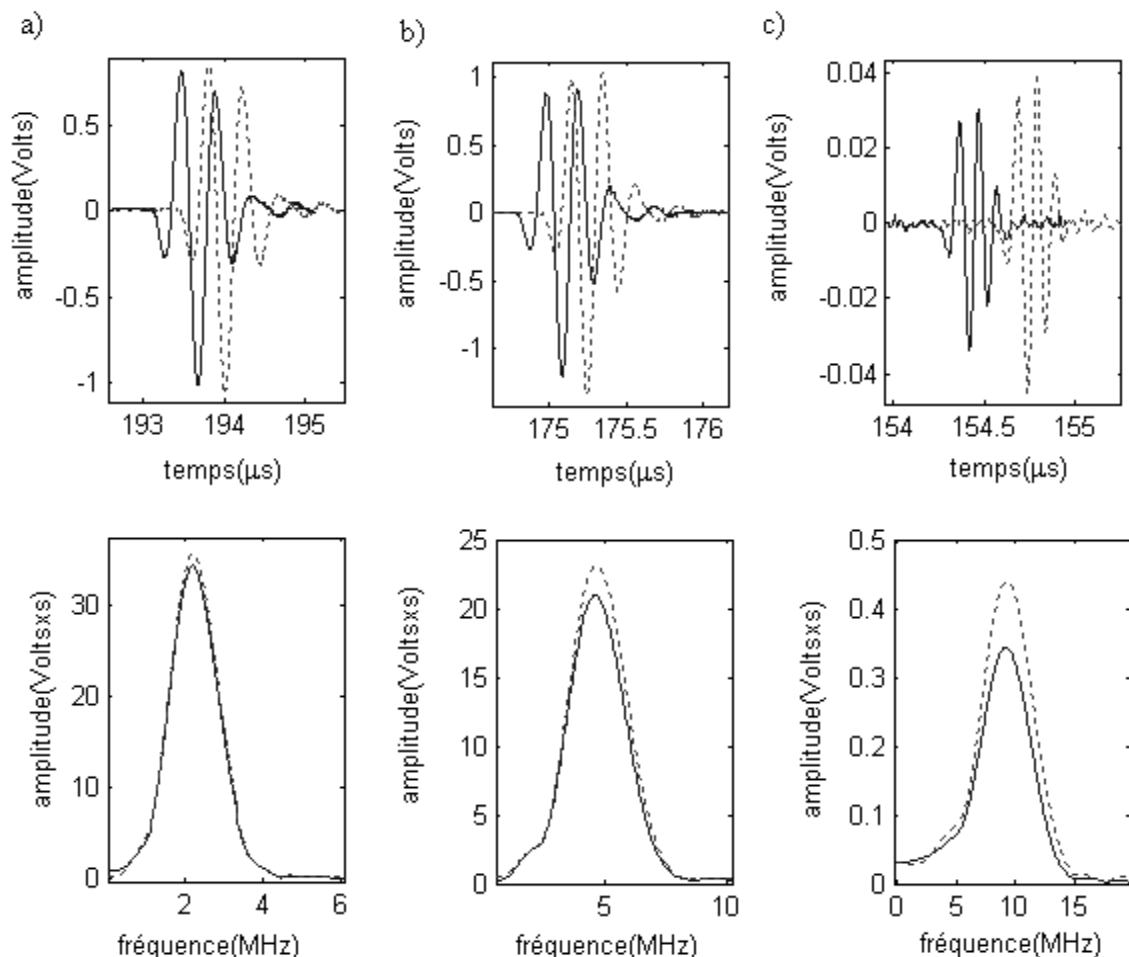 a)
b)
c)
amplitude(Volts)
0.5
0
-0.5
-1
193 194 195
temps(μs)
amplitude(Volts)
1
0.5
0
-0.5
-1
175 175.5 176
temps(μs)
amplitude(Volts)
0.04
0.02
0
-0.02
-0.04
154 154.5 155
temps(μs)
amplitude(Voltsxs)
30
20
10
0
2 4 6
fréquence(MHz)
amplitude(Voltsxs)
25
20
15
10
5
0
5 10
fréquence(MHz)
amplitude(Voltsxs)
0.5
0.4
0.3
0.2
0.1
0
0 5 10 15
fréquence(MHz)